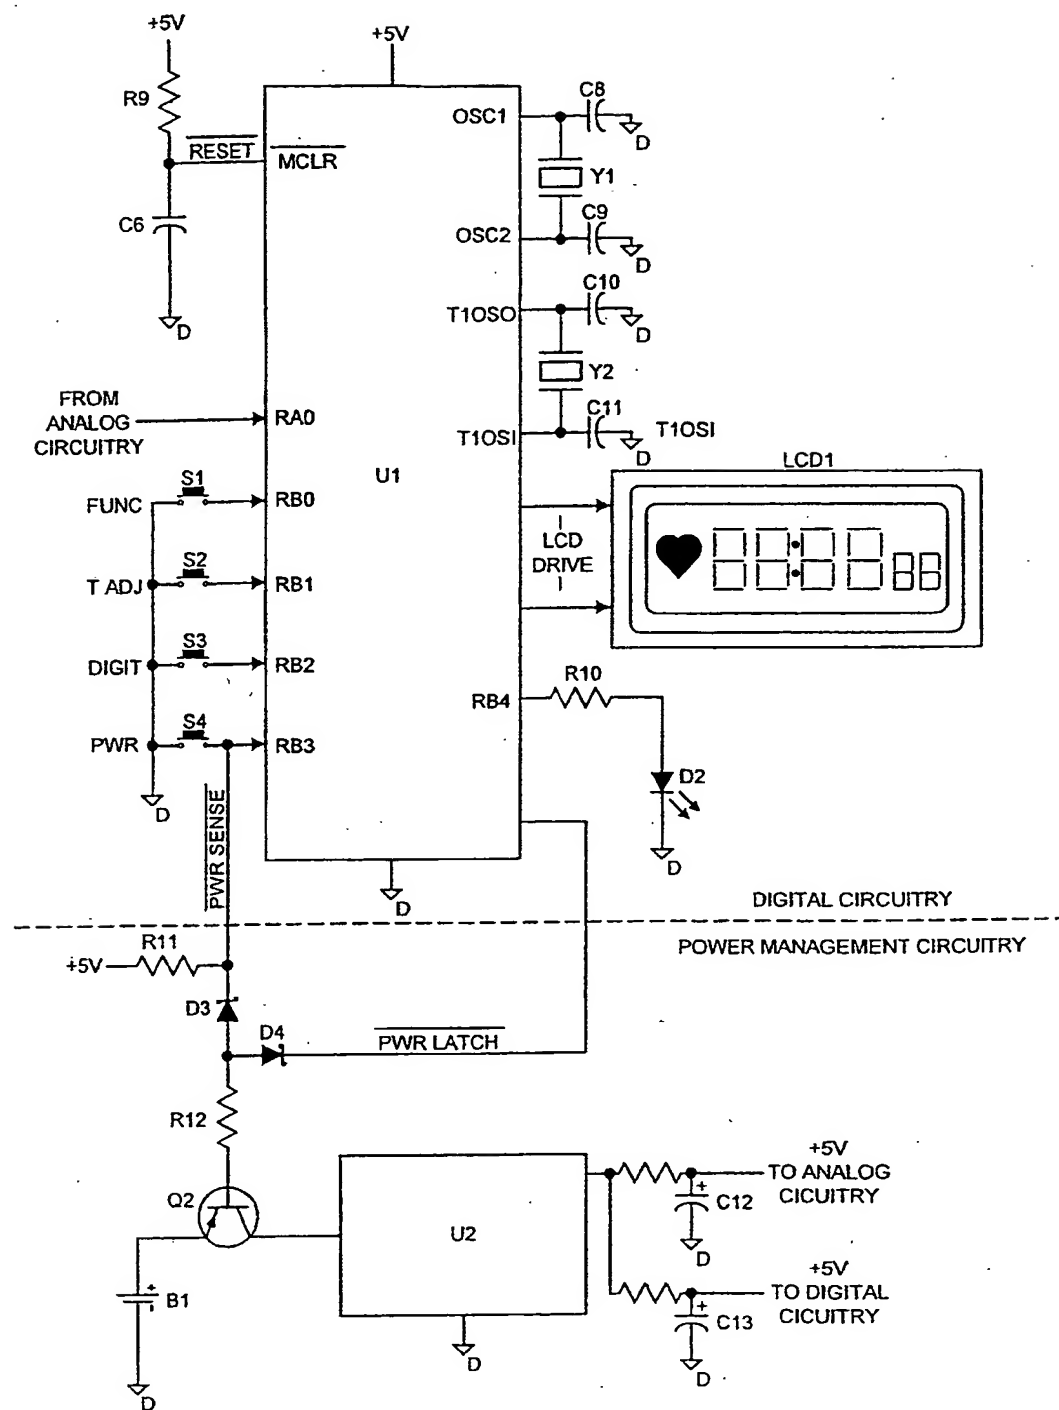 +5V
+5V
R9
RESET
MCLR
C6
D
OSC1
C8
D
Y1
OSC2
C9
D
T1OSO
C10
D
Y2
T1OSI
C11
D
T1OSI
FROM
ANALOG
CIRCUITRY
RA0
U1
FUNC
S1
RB0
T ADJ
S2
RB1
DIGIT
S3
RB2
PWR
S4
RB3
D
LCD1
LCD
DRIVE
RB4
R10
D2
D
D
PWR SENSE
DIGITAL CIRCUITRY
POWER MANAGEMENT CIRCUITRY
R11
+5V
D3
D4
PWR LATCH
R12
Q2
B1
+
D
U2
D
+5V
TO ANALOG
CICUITRY
+
C12
D
+5V
TO DIGITAL
CICUITRY
+
C13
D